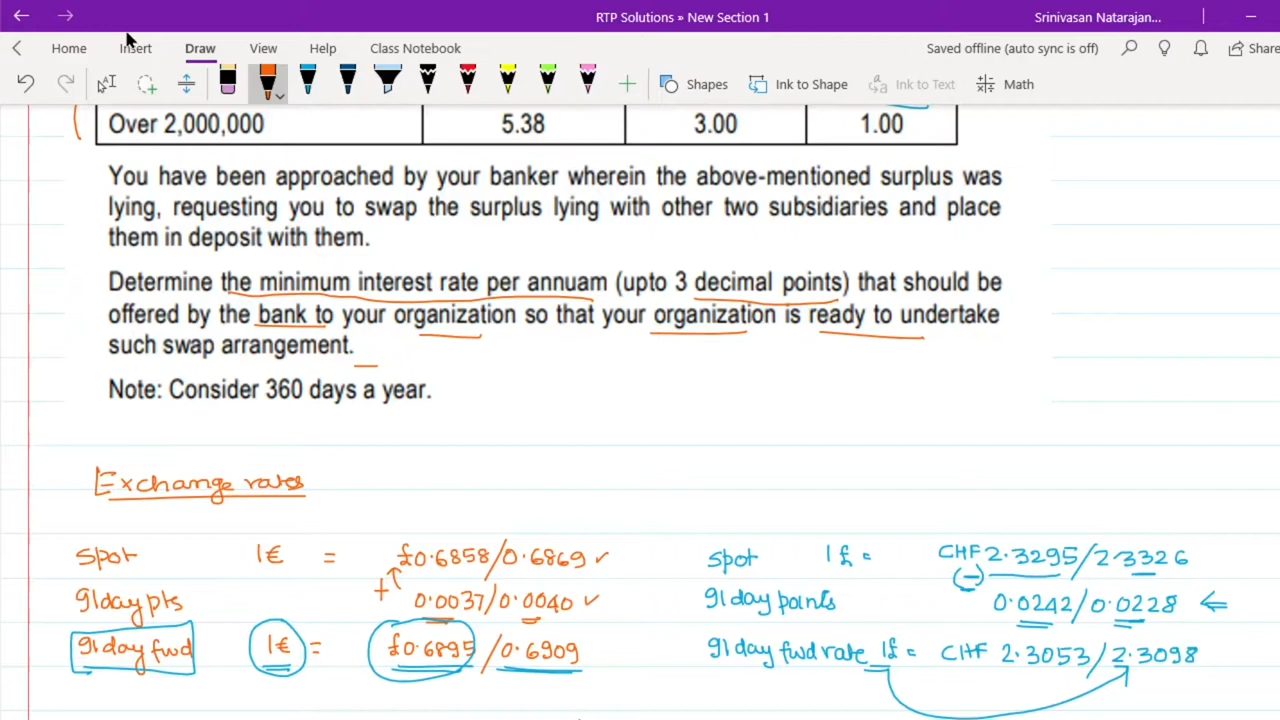 RTP Solutions » New Section 1
Srinivasan Natarajan...
Home Insert Draw View Help Class Notebook
Saved offline (auto sync is off)
Share
Shapes Ink to Shape Ink to Text Math
Over 2,000,000 5.38 3.00 1.00
You have been approached by your banker wherein the above-mentioned surplus was
lying, requesting you to swap the surplus lying with other two subsidiaries and place
them in deposit with them.
Determine the minimum interest rate per annuam (upto 3 decimal points) that should be
offered by the bank to your organization so that your organization is ready to undertake
such swap arrangement.
Note: Consider 360 days a year.
Exchange rates
Spot 1€ = £0.6858/0.6869
91day pts + 0.0037/0.0040
91day fwd 1€ = £0.6895/0.6909
spot 1£ = CHF 2.3295/2.3326
91day points (-) 0.0242/0.0228
91day fwd rate 1£ = CHF 2.3053/2.3098